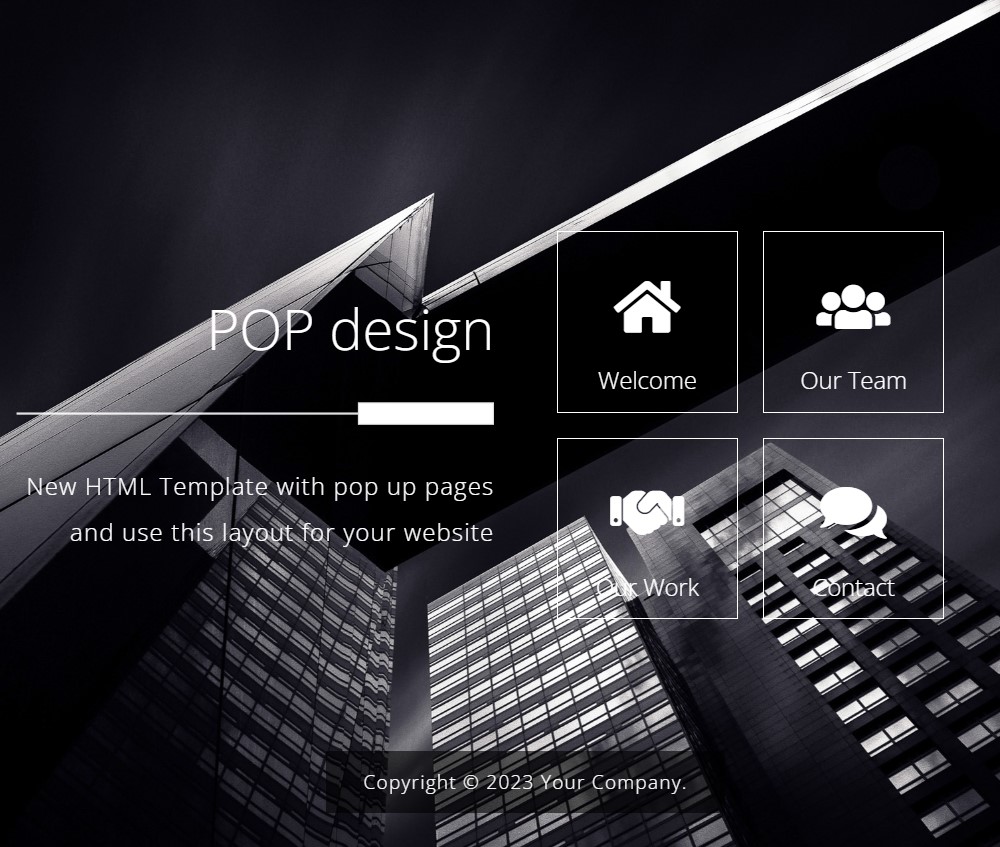 POP design
New HTML Template with pop up pages
and use this layout for your website
Welcome
Our Team
Our Work
Contact
Copyright © 2023 Your Company.